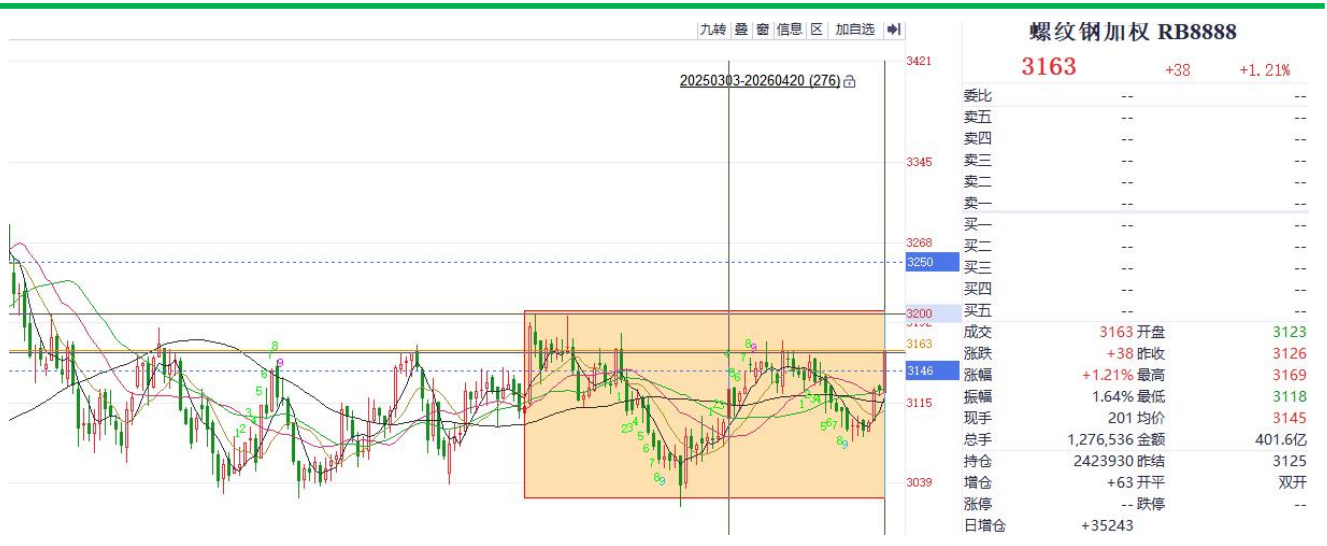 九转 叠 窗 信息 区 加自选
螺纹钢加权 RB8888
3163 +38 +1.21%
20250303-20260420 (276)
3421
3345
3268
3250
3200
3192
3163
3146
3115
3039
委比 -- --
卖五 -- --
卖四 -- --
卖三 -- --
卖二 -- --
卖一 -- --
买一 -- --
买二 -- --
买三 -- --
买四 -- --
买五 -- --
成交 3163 开盘 3123
涨跌 +38 昨收 3126
涨幅 +1.21% 最高 3169
振幅 1.64% 最低 3118
现手 201 均价 3145
总手 1,276,536 金额 401.6亿
持仓 2423930 昨结 3125
增仓 +63 开平 双开
涨停 -- 跌停 --
日增仓 +35243